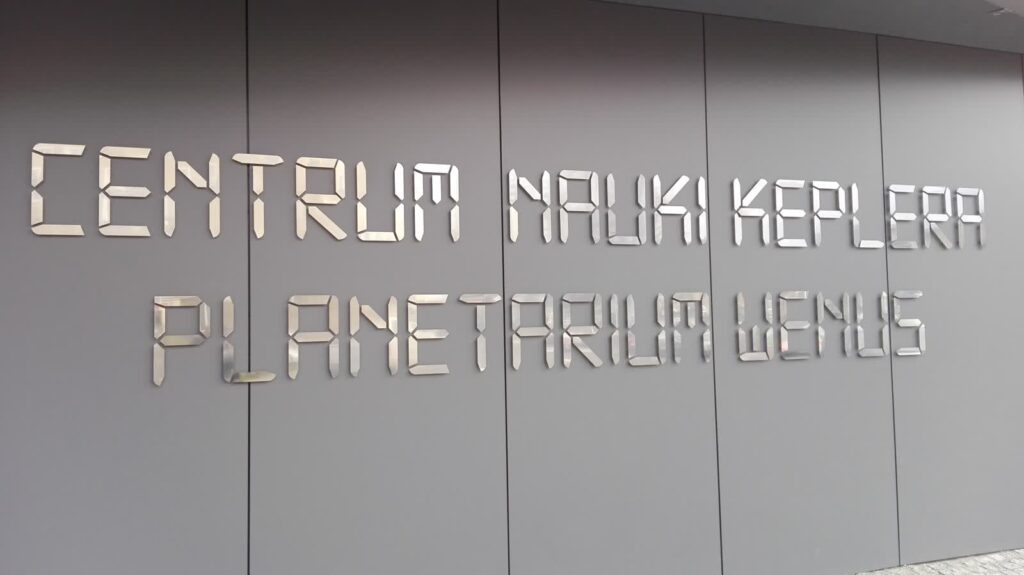 CENTRUM NAUKI KEPLERA
PLANETARIUM WENUS